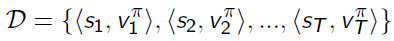 𝒟 = {⟨s₁, v₁^π⟩, ⟨s₂, v₂^π⟩, ..., ⟨s_T, v_T^π⟩}